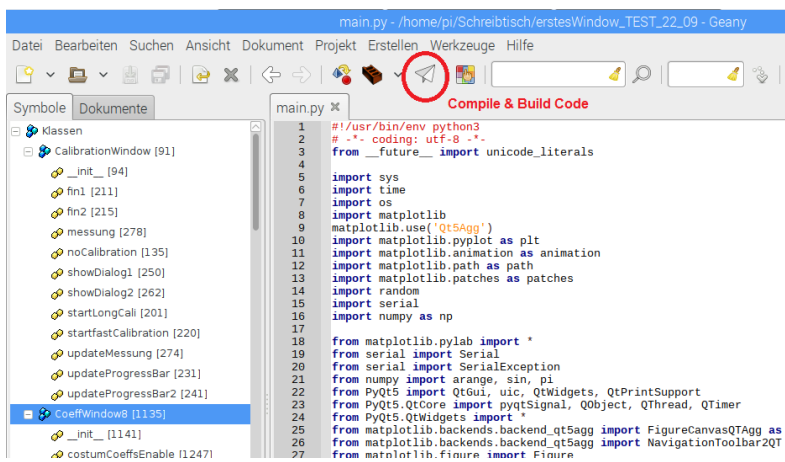 main.py - /home/pi/Schreibtisch/erstesWindow_TEST_22_09 - Geany
Datei Bearbeiten Suchen Ansicht Dokument Projekt Erstellen Werkzeuge Hilfe
Compile & Build Code
Symbole Dokumente
main.py
Klassen
CalibrationWindow [91]
__init__ [94]
fin1 [211]
fin2 [215]
messung [278]
noCalibration [135]
showDialog1 [250]
showDialog2 [262]
startLongCali [201]
startfastCalibration [220]
updateMessung [274]
updateProgressBar [231]
updateProgressBar2 [241]
CoeffWindow8 [1135]
__init__ [1141]
costumCoeffsEnable [1247]
1 #!/usr/bin/env python3
2 # -*- coding: utf-8 -*-
3 from __future__ import unicode_literals
4
5 import sys
6 import time
7 import os
8 import matplotlib
9 matplotlib.use('Qt5Agg')
10 import matplotlib.pyplot as plt
11 import matplotlib.animation as animation
12 import matplotlib.path as path
13 import matplotlib.patches as patches
14 import random
15 import serial
16 import numpy as np
17
18 from matplotlib.pylab import *
19 from serial import Serial
20 from serial import SerialException
21 from numpy import arange, sin, pi
22 from PyQt5 import QtGui, uic, QtWidgets, QtPrintSupport
23 from PyQt5.QtCore import pyqtSignal, QObject, QThread, QTimer
24 from PyQt5.QtWidgets import *
25 from matplotlib.backends.backend_qt5agg import FigureCanvasQTAgg as
26 from matplotlib.backends.backend_qt5agg import NavigationToolbar2QT
27 from matplotlib.figure import Figure